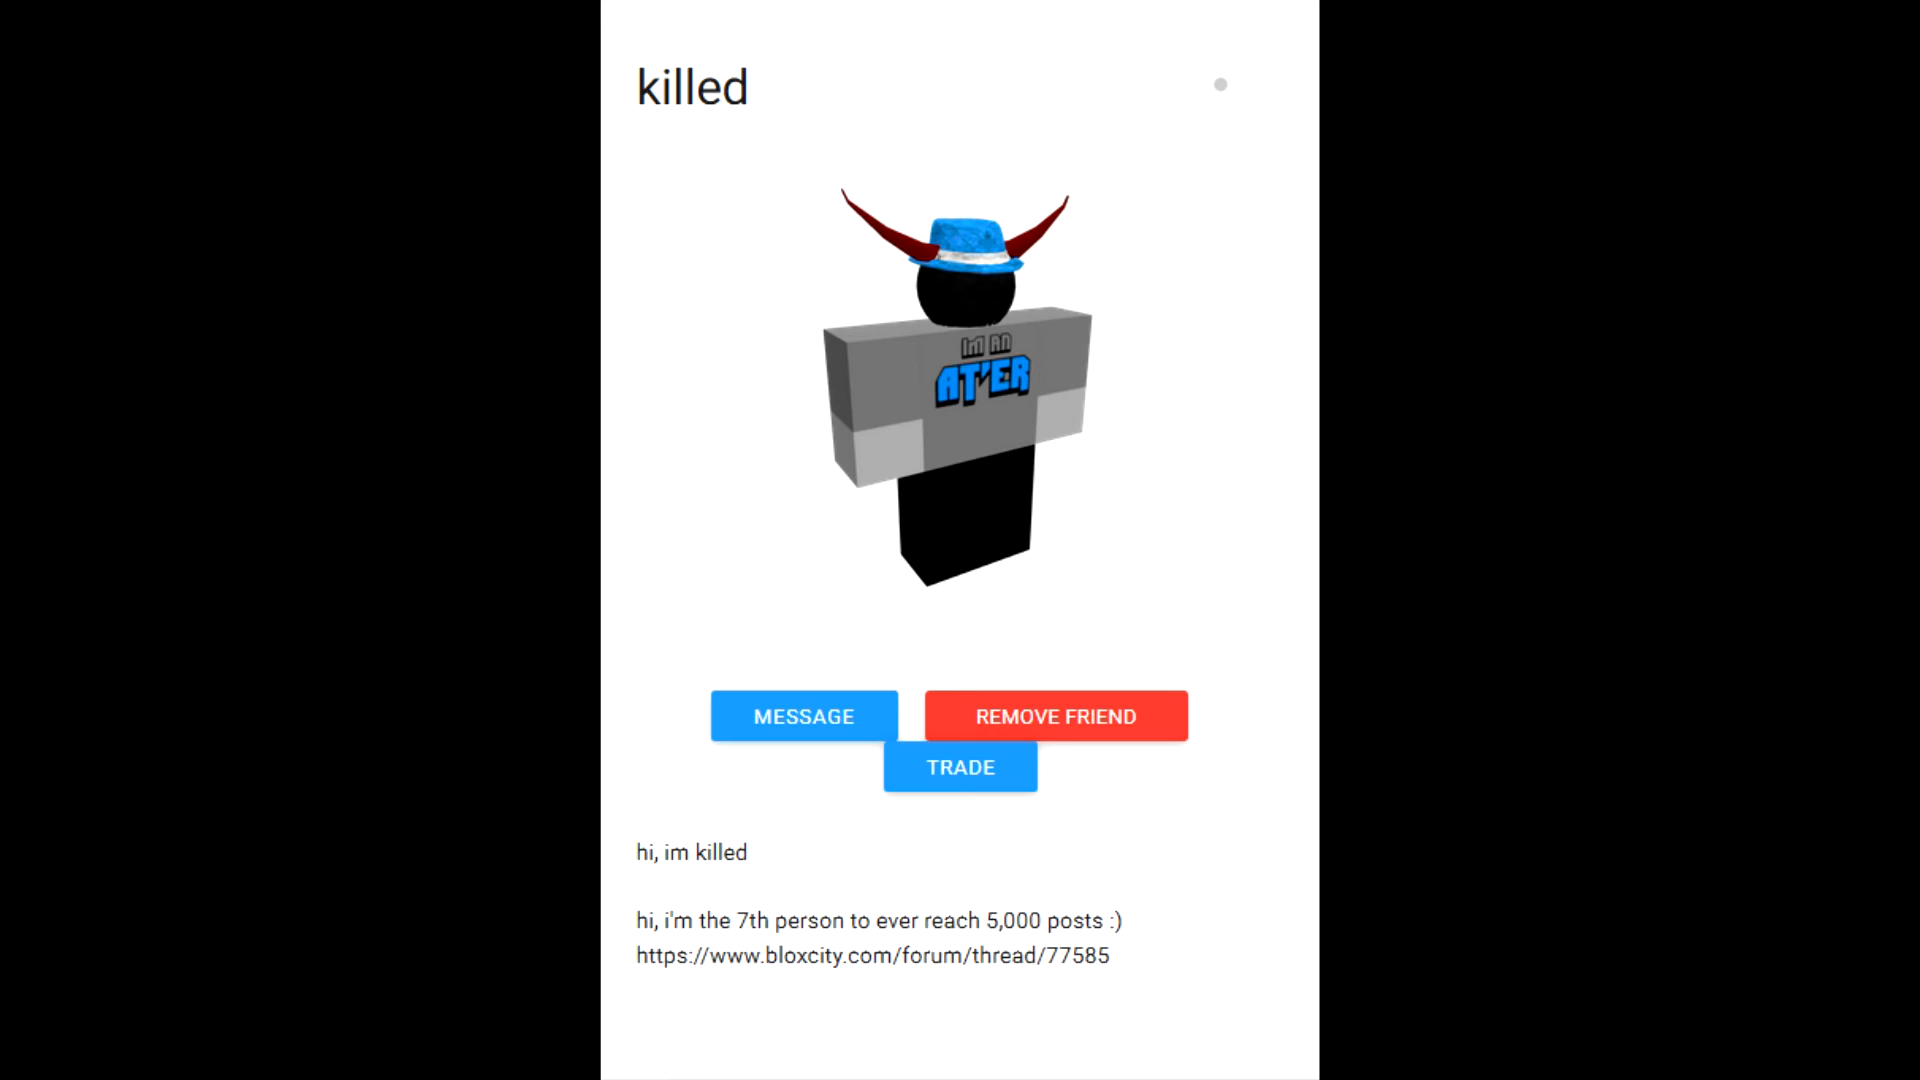 killed
IM AN
AT'ER
MESSAGE
REMOVE FRIEND
TRADE
hi, im killed
hi, i'm the 7th person to ever reach 5,000 posts :)
https://www.bloxcity.com/forum/thread/77585